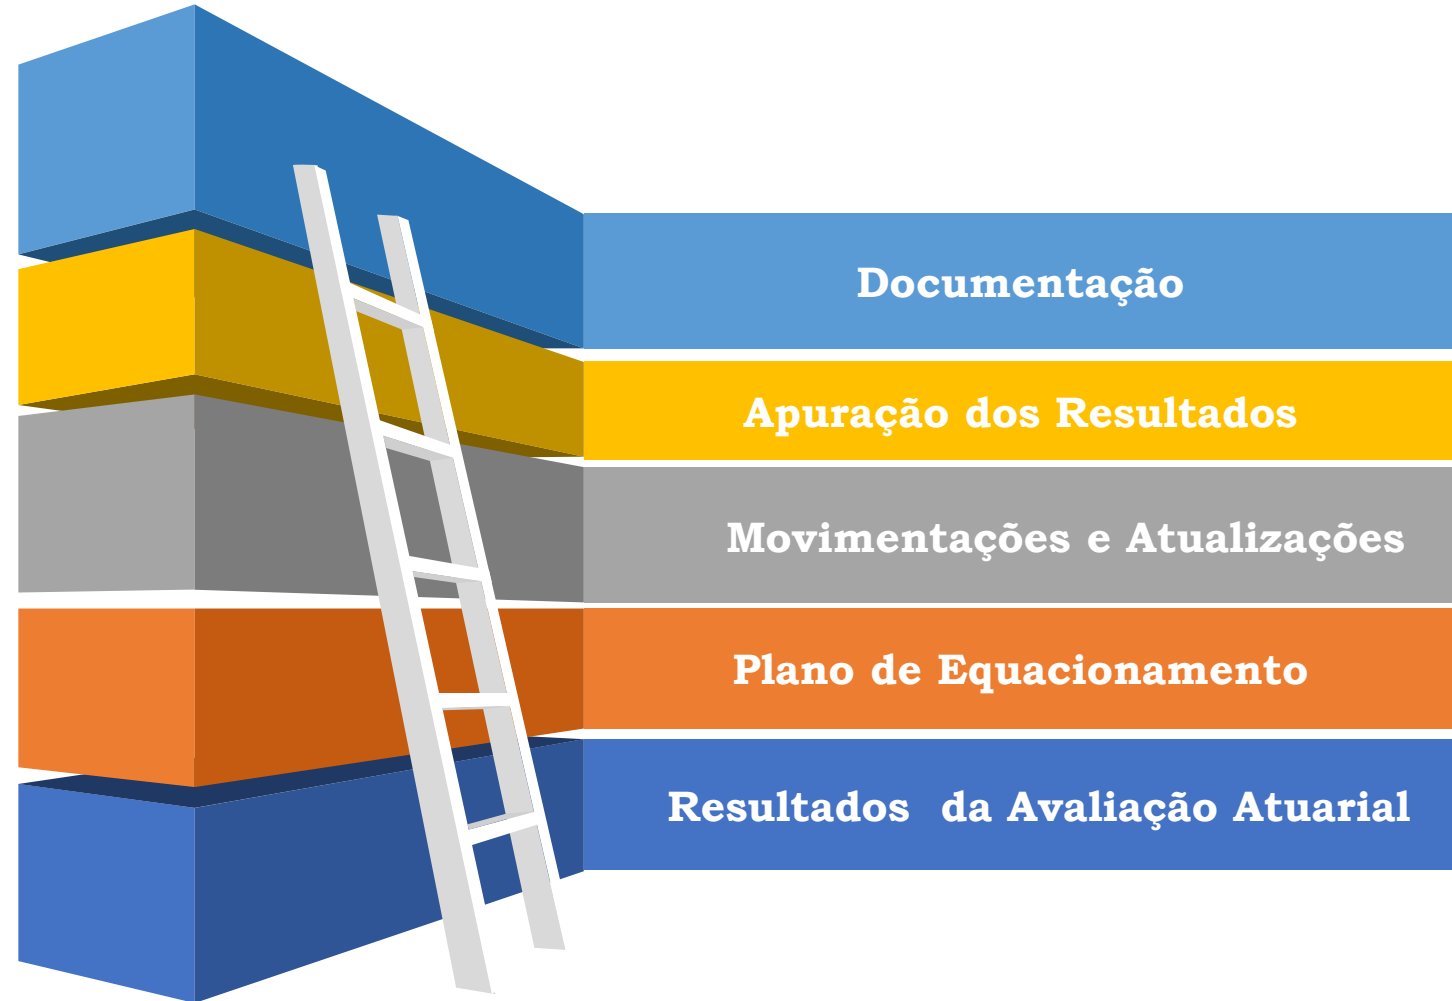 Documentação
Apuração dos Resultados
Movimentações e Atualizações
Plano de Equacionamento
Resultados  da Avaliação Atuarial